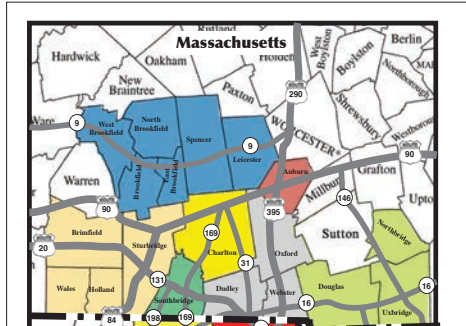 Massachusetts
Hardwick
Oakham
Rutland
Holden
West
Boylston
Boylston
Berlin
New
Braintree
Paxton
290
Northborough
Shrewsbury
Ware
9
West
Brookfield
North
Brookfield
Spencer
WORCESTER
Westboro
9
Leicester
90
Brookfield
East
Brookfield
Auburn
Grafton
Warren
Millbury
Upto
90
395
146
Brimfield
Sutton
Northbridge
20
Sturbridge
169
Charlton
Oxford
131
31
Wales
Holland
Southbridge
Dudley
Webster
Douglas
16
16
Uxbridge
84
198
169